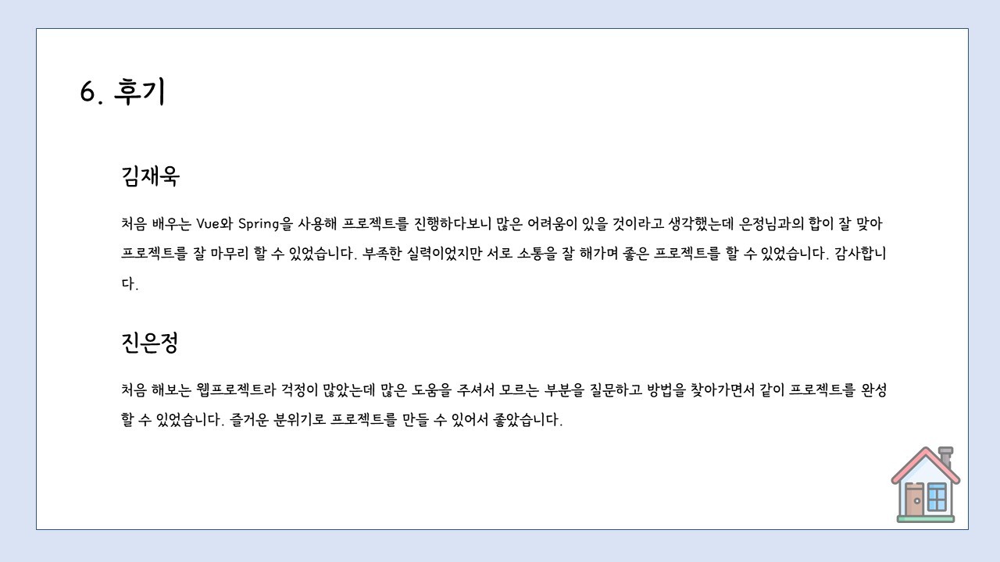 6. 후기
김재욱
처음 배우는 Vue와 Spring을 사용해 프로젝트를 진행하다보니 많은 어려움이 있을 것이라고 생각했는데 은정님과의 합이 잘 맞아
프로젝트를 잘 마무리 할 수 있었습니다. 부족한 실력이었지만 서로 소통을 잘 해가며 좋은 프로젝트를 할 수 있었습니다. 감사합니
다.
진은정
처음 해보는 웹프로젝트라 걱정이 많았는데 많은 도움을 주셔서 모르는 부분을 질문하고 방법을 찾아가면서 같이 프로젝트를 완성
할 수 있었습니다. 즐거운 분위기로 프로젝트를 만들 수 있어서 좋았습니다.